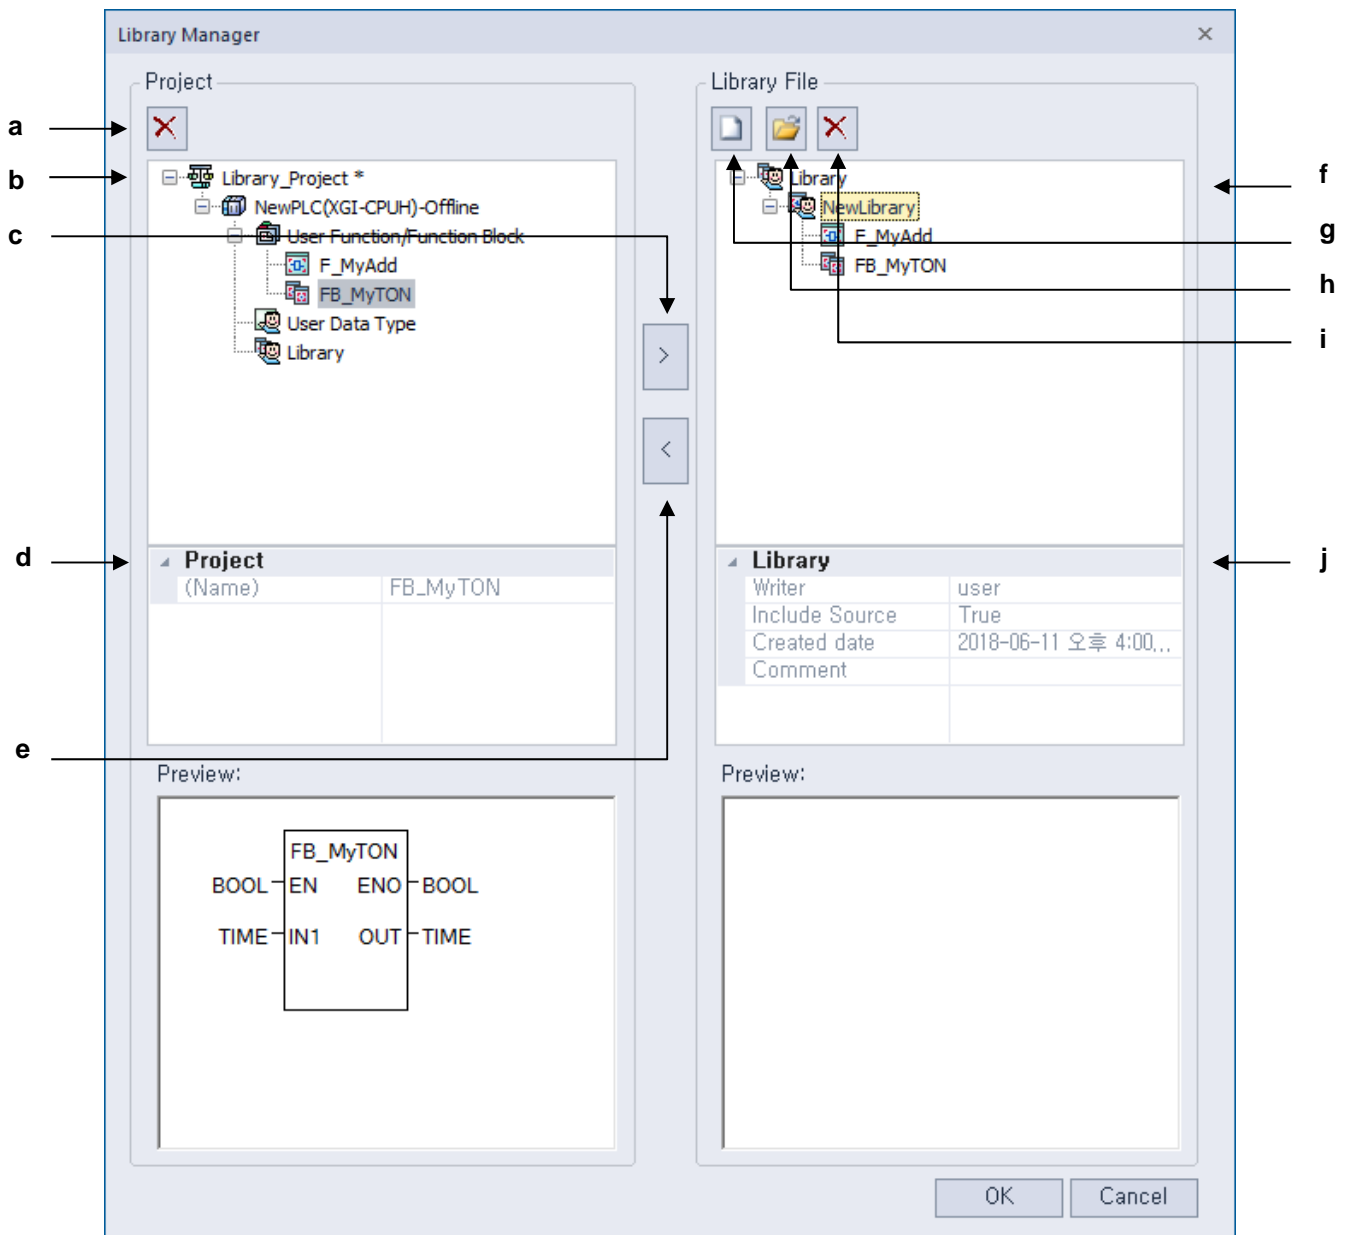 Library Manager
Project
Library File
a
b
c
d
e
f
g
h
i
j
Library_Project *
NewPLC(XGI-CPUH)-Offline
User Function/Function Block
F_MyAdd
FB_MyTON
User Data Type
Library
>
<
Library
NewLibrary
F_MyAdd
FB_MyTON
Project
(Name) FB_MyTON
Library
Writer user
Include Source True
Created date 2018-06-11 오후 4:00...
Comment
Preview:
FB_MyTON
BOOL EN ENO BOOL
TIME IN1 OUT TIME
Preview:
OK Cancel